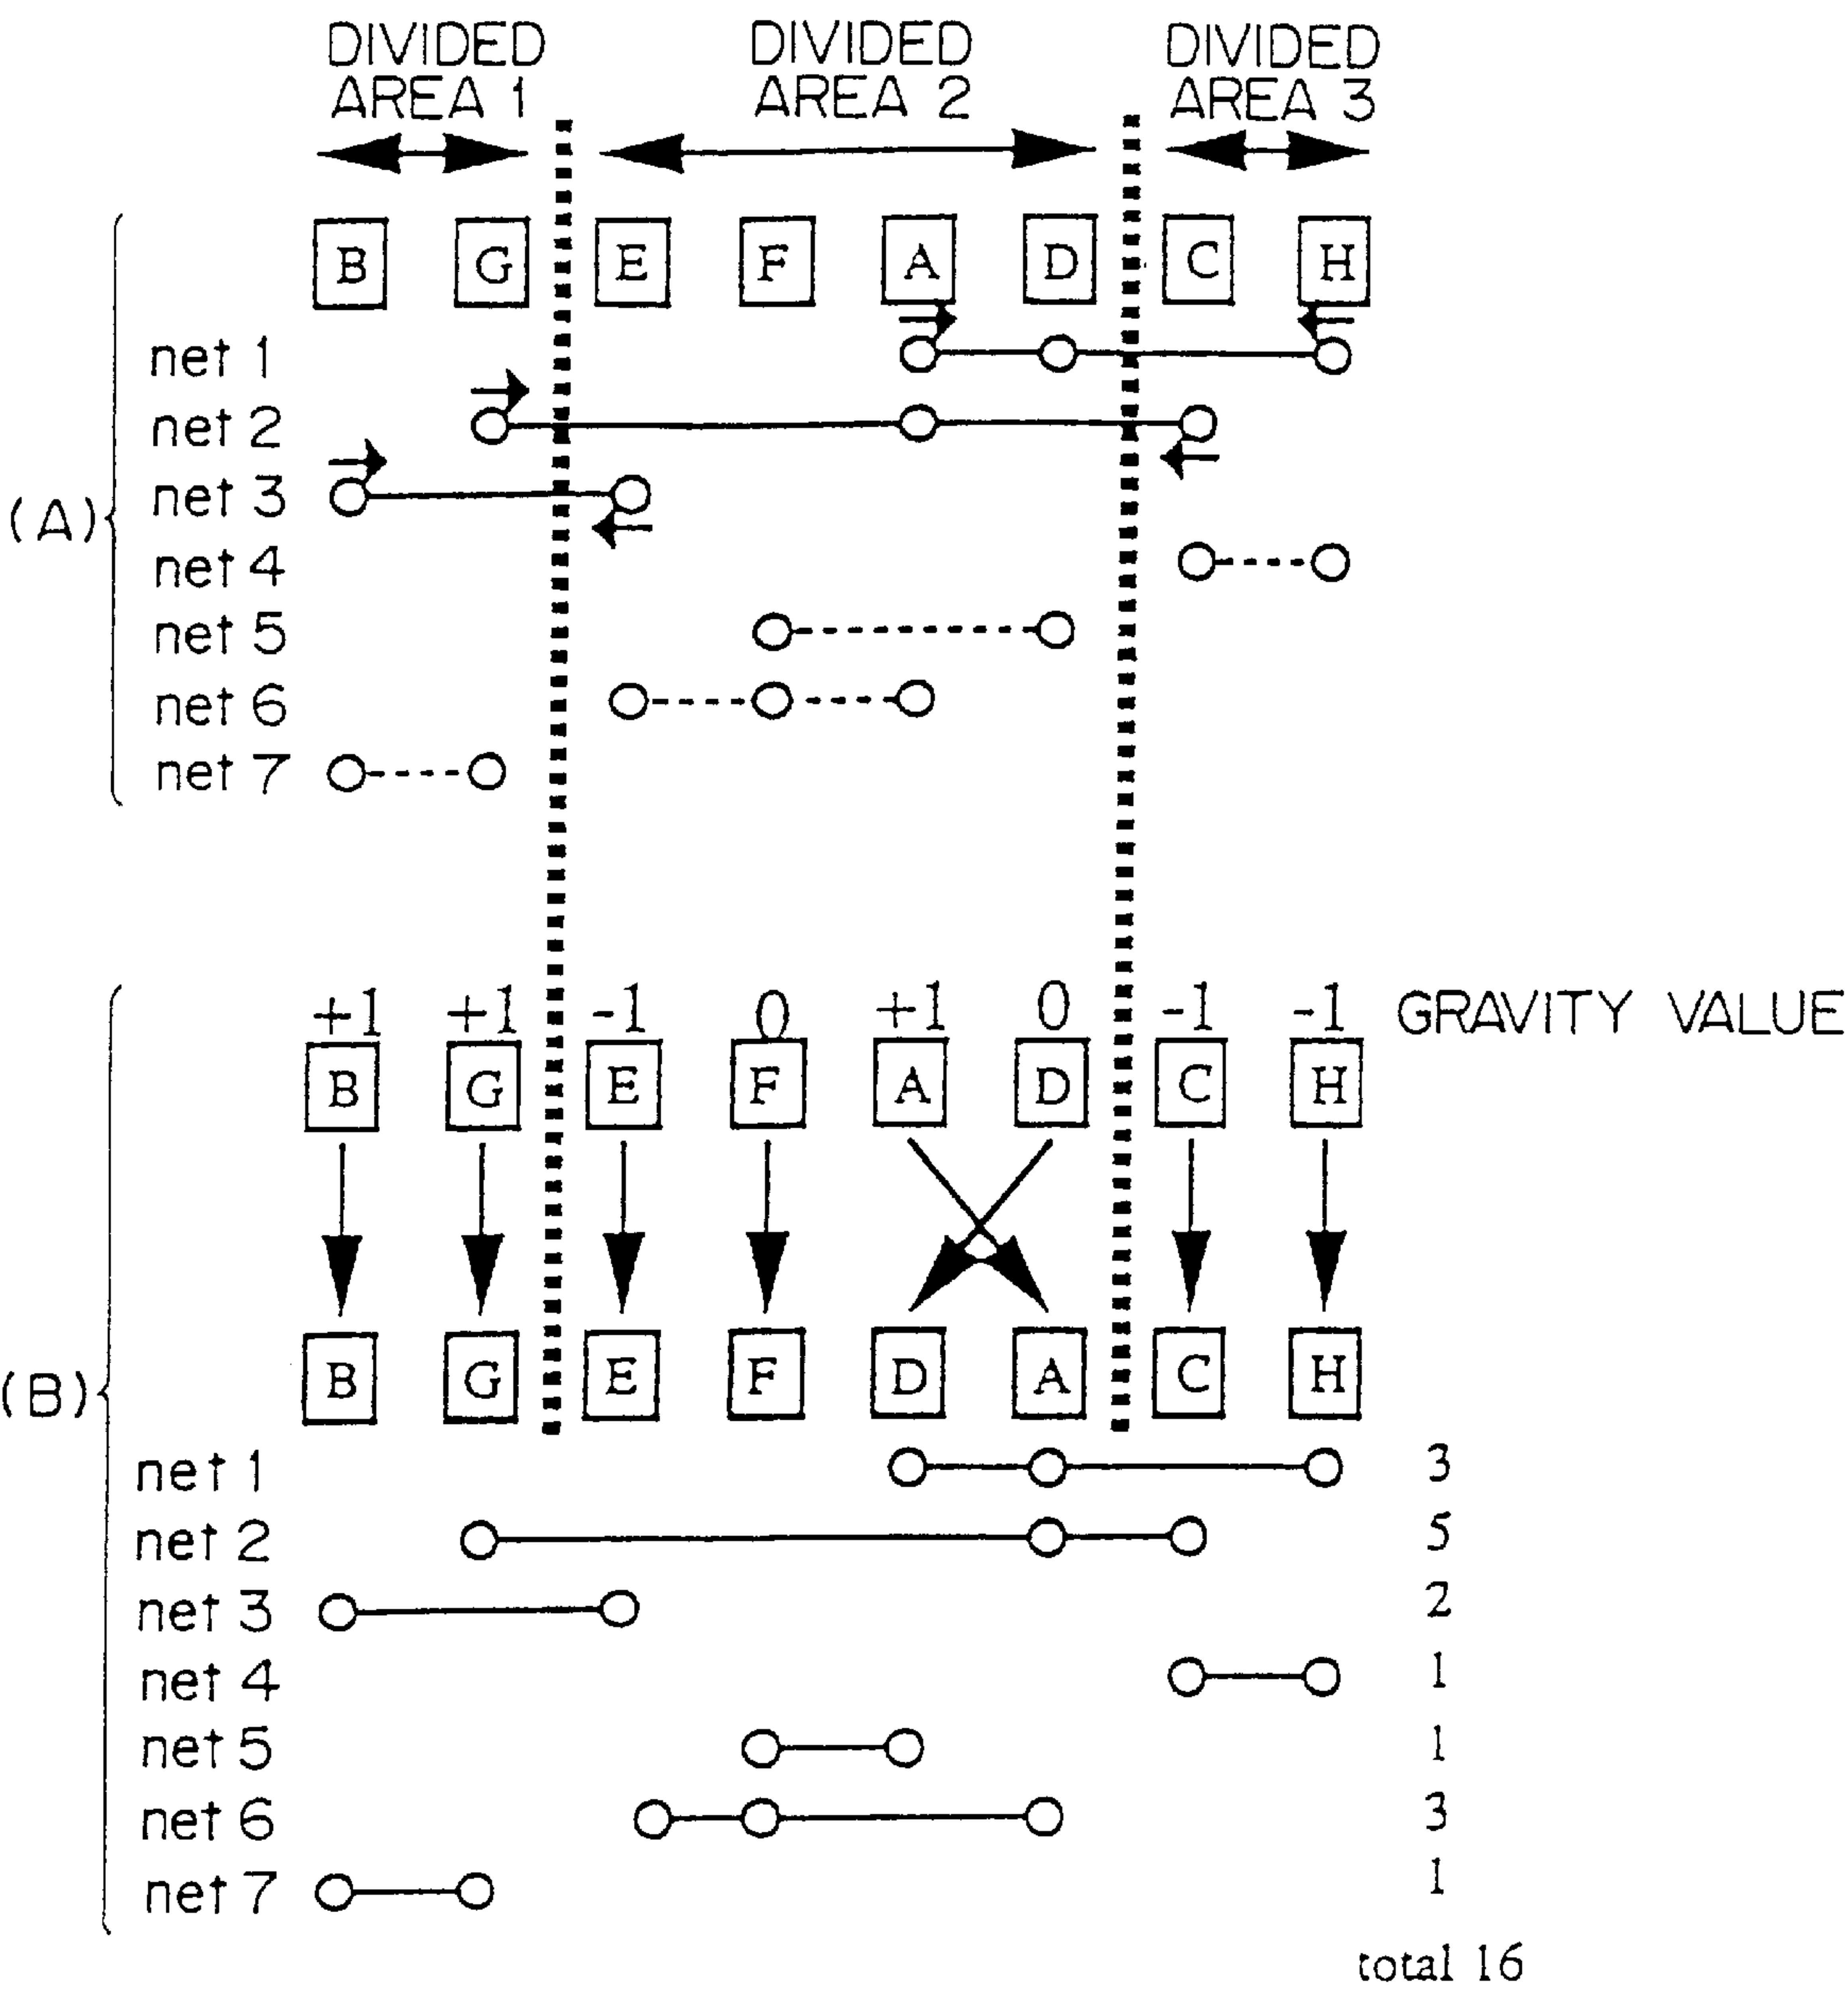 DIVIDED DIVIDED DIVIDED
AREA 1 AREA 2 AREA 3
B G E F A D C H
net 1
net 2
net 3
(A)
net 4
net 5
net 6
net 7
+1 +1 -1 0 +1 0 -1 -1 GRAVITY VALUE
B G E F A D C H
B G E F D A C H
(B)
net 1 3
net 2 5
net 3 2
net 4 1
net 5 1
net 6 3
net 7 1
total 16